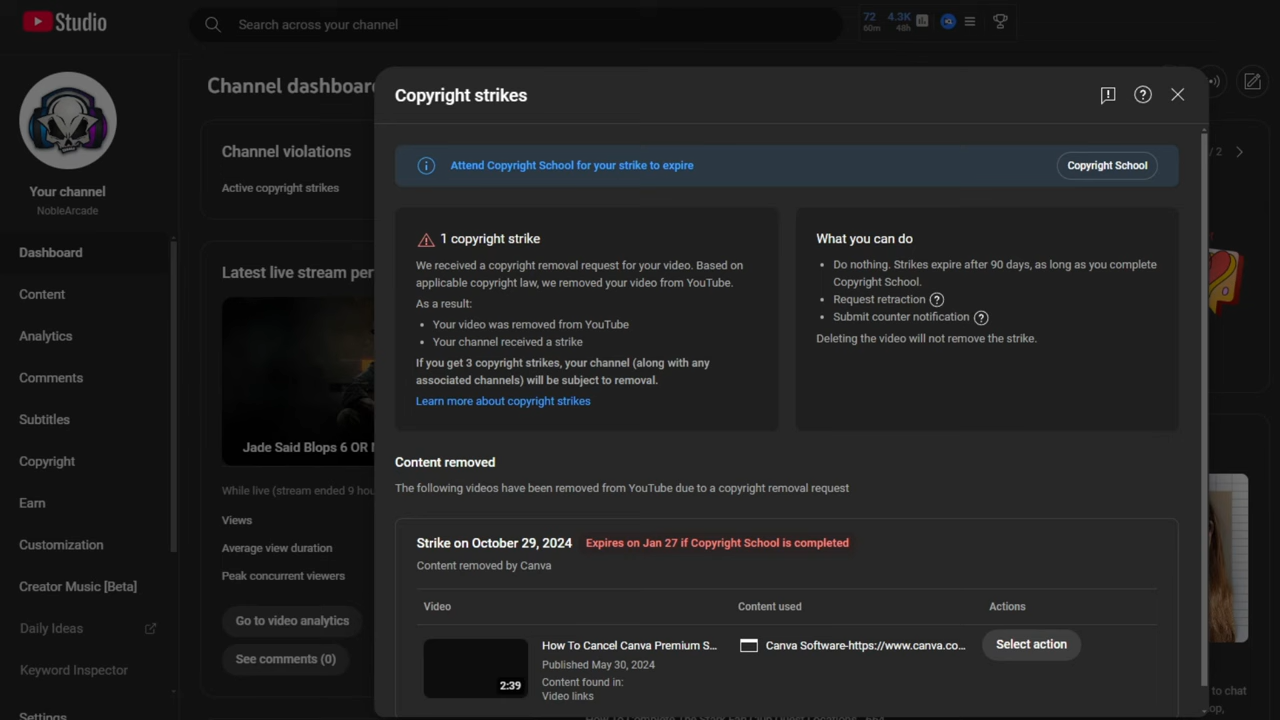 Studio
Search across your channel
72
60m
4.3K
48h
Channel dashboar
Your channel
NobleArcade
Dashboard
Content
Analytics
Comments
Subtitles
Copyright
Earn
Customization
Creator Music [Beta]
Daily Ideas
Keyword Inspector
Settings
Channel violations
Active copyright strikes
Latest live stream per
Jade Said Blops 6 OR
While live (stream ended 9 hou
Views
Average view duration
Peak concurrent viewers
Go to video analytics
See comments (0)
Copyright strikes
Attend Copyright School for your strike to expire
Copyright School
1 copyright strike
We received a copyright removal request for your video. Based on
applicable copyright law, we removed your video from YouTube.
As a result:
• Your video was removed from YouTube
• Your channel received a strike
If you get 3 copyright strikes, your channel (along with any
associated channels) will be subject to removal.
Learn more about copyright strikes
What you can do
• Do nothing. Strikes expire after 90 days, as long as you complete
Copyright School.
• Request retraction
• Submit counter notification
Deleting the video will not remove the strike.
Content removed
The following videos have been removed from YouTube due to a copyright removal request
Strike on October 29, 2024 Expires on Jan 27 if Copyright School is completed
Content removed by Canva
Video
Content used
Actions
2:39
How To Cancel Canva Premium S...
Published May 30, 2024
Content found in:
Video links
Canva Software-https://www.canva.co...
Select action
/ 2
to chat